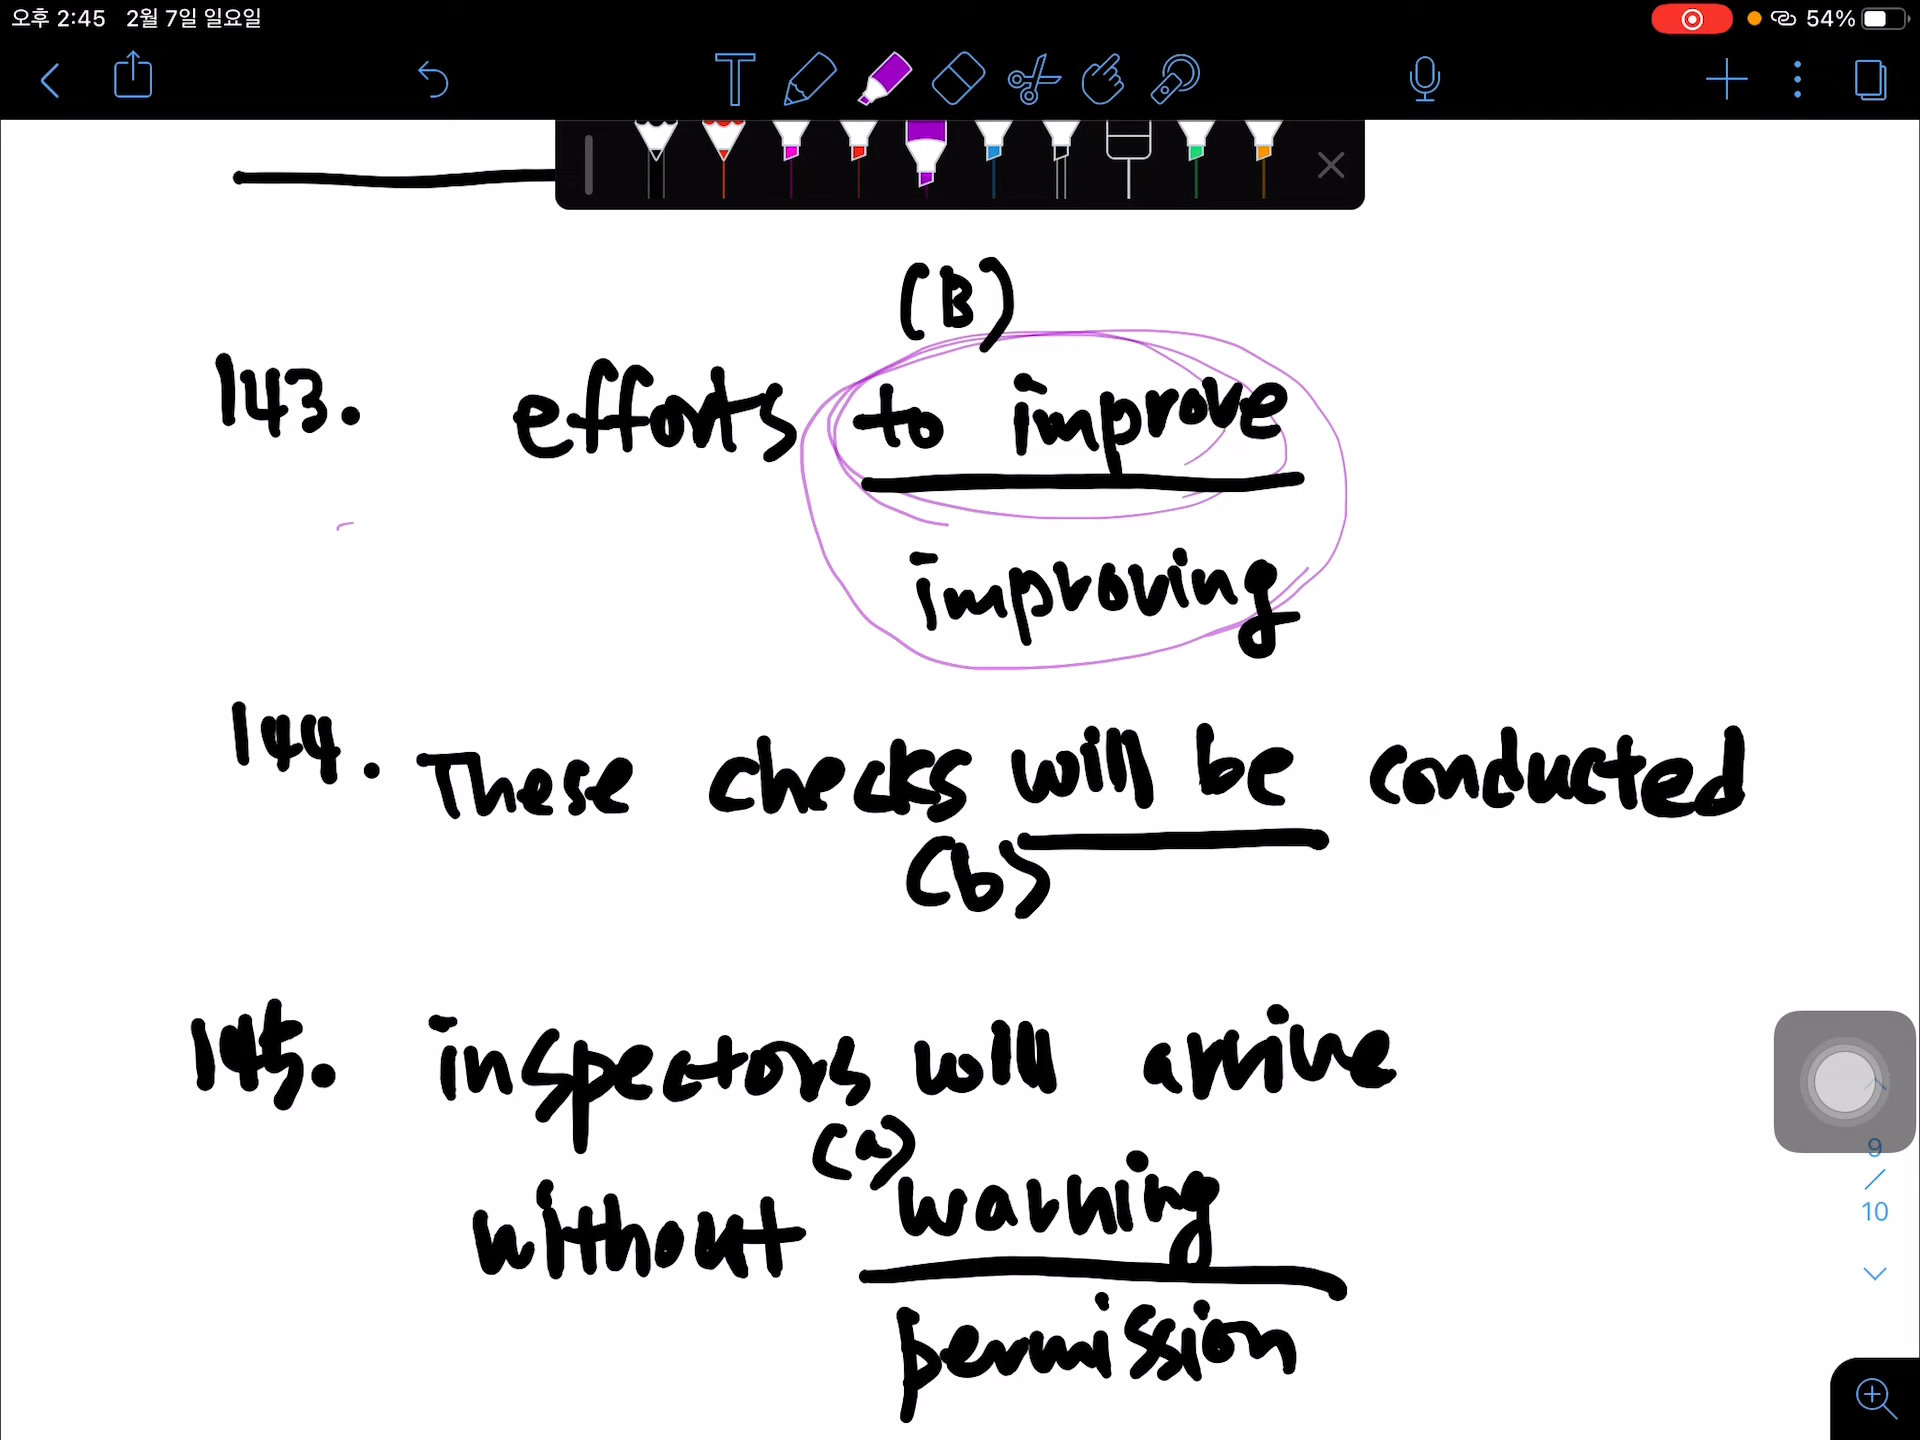 오후 2:45 2월 7일 일요일 54%
T
(B)
143. efforts to improve
improving
144. These checks will be conducted
(b)
145. inspectors will arrive
(a)
without warning
permission
9
/
10